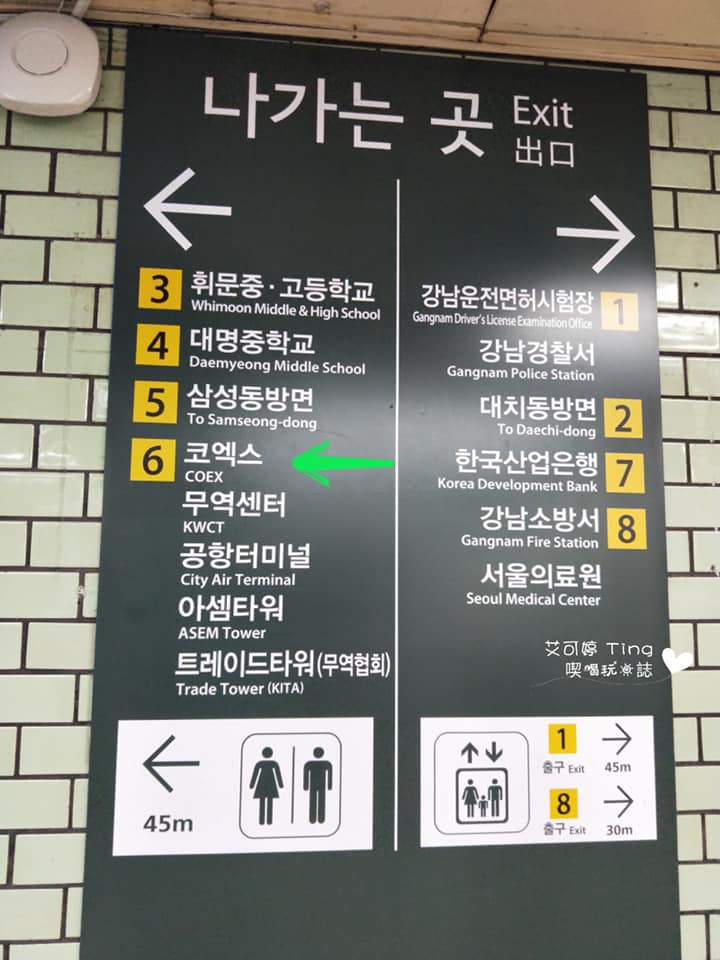 나가는 곳 Exit
出口
3 휘문중·고등학교
Whimoon Middle & High School
4 대명중학교
Daemyeong Middle School
5 삼성동방면
To Samseong-dong
6 코엑스
COEX
무역센터
KWCT
공항터미널
City Air Terminal
아셈타워
ASEM Tower
트레이드타워(무역협회)
Trade Tower (KITA)
45m
강남운전면허시험장 1
Gangnam Driver's License Examination Office
강남경찰서
Gangnam Police Station
대치동방면 2
To Daechi-dong
한국산업은행 7
Korea Development Bank
강남소방서 8
Gangnam Fire Station
서울의료원
Seoul Medical Center
艾可婷 Ting
喫喝玩樂誌
1
출구 Exit 45m
8
출구 Exit 30m